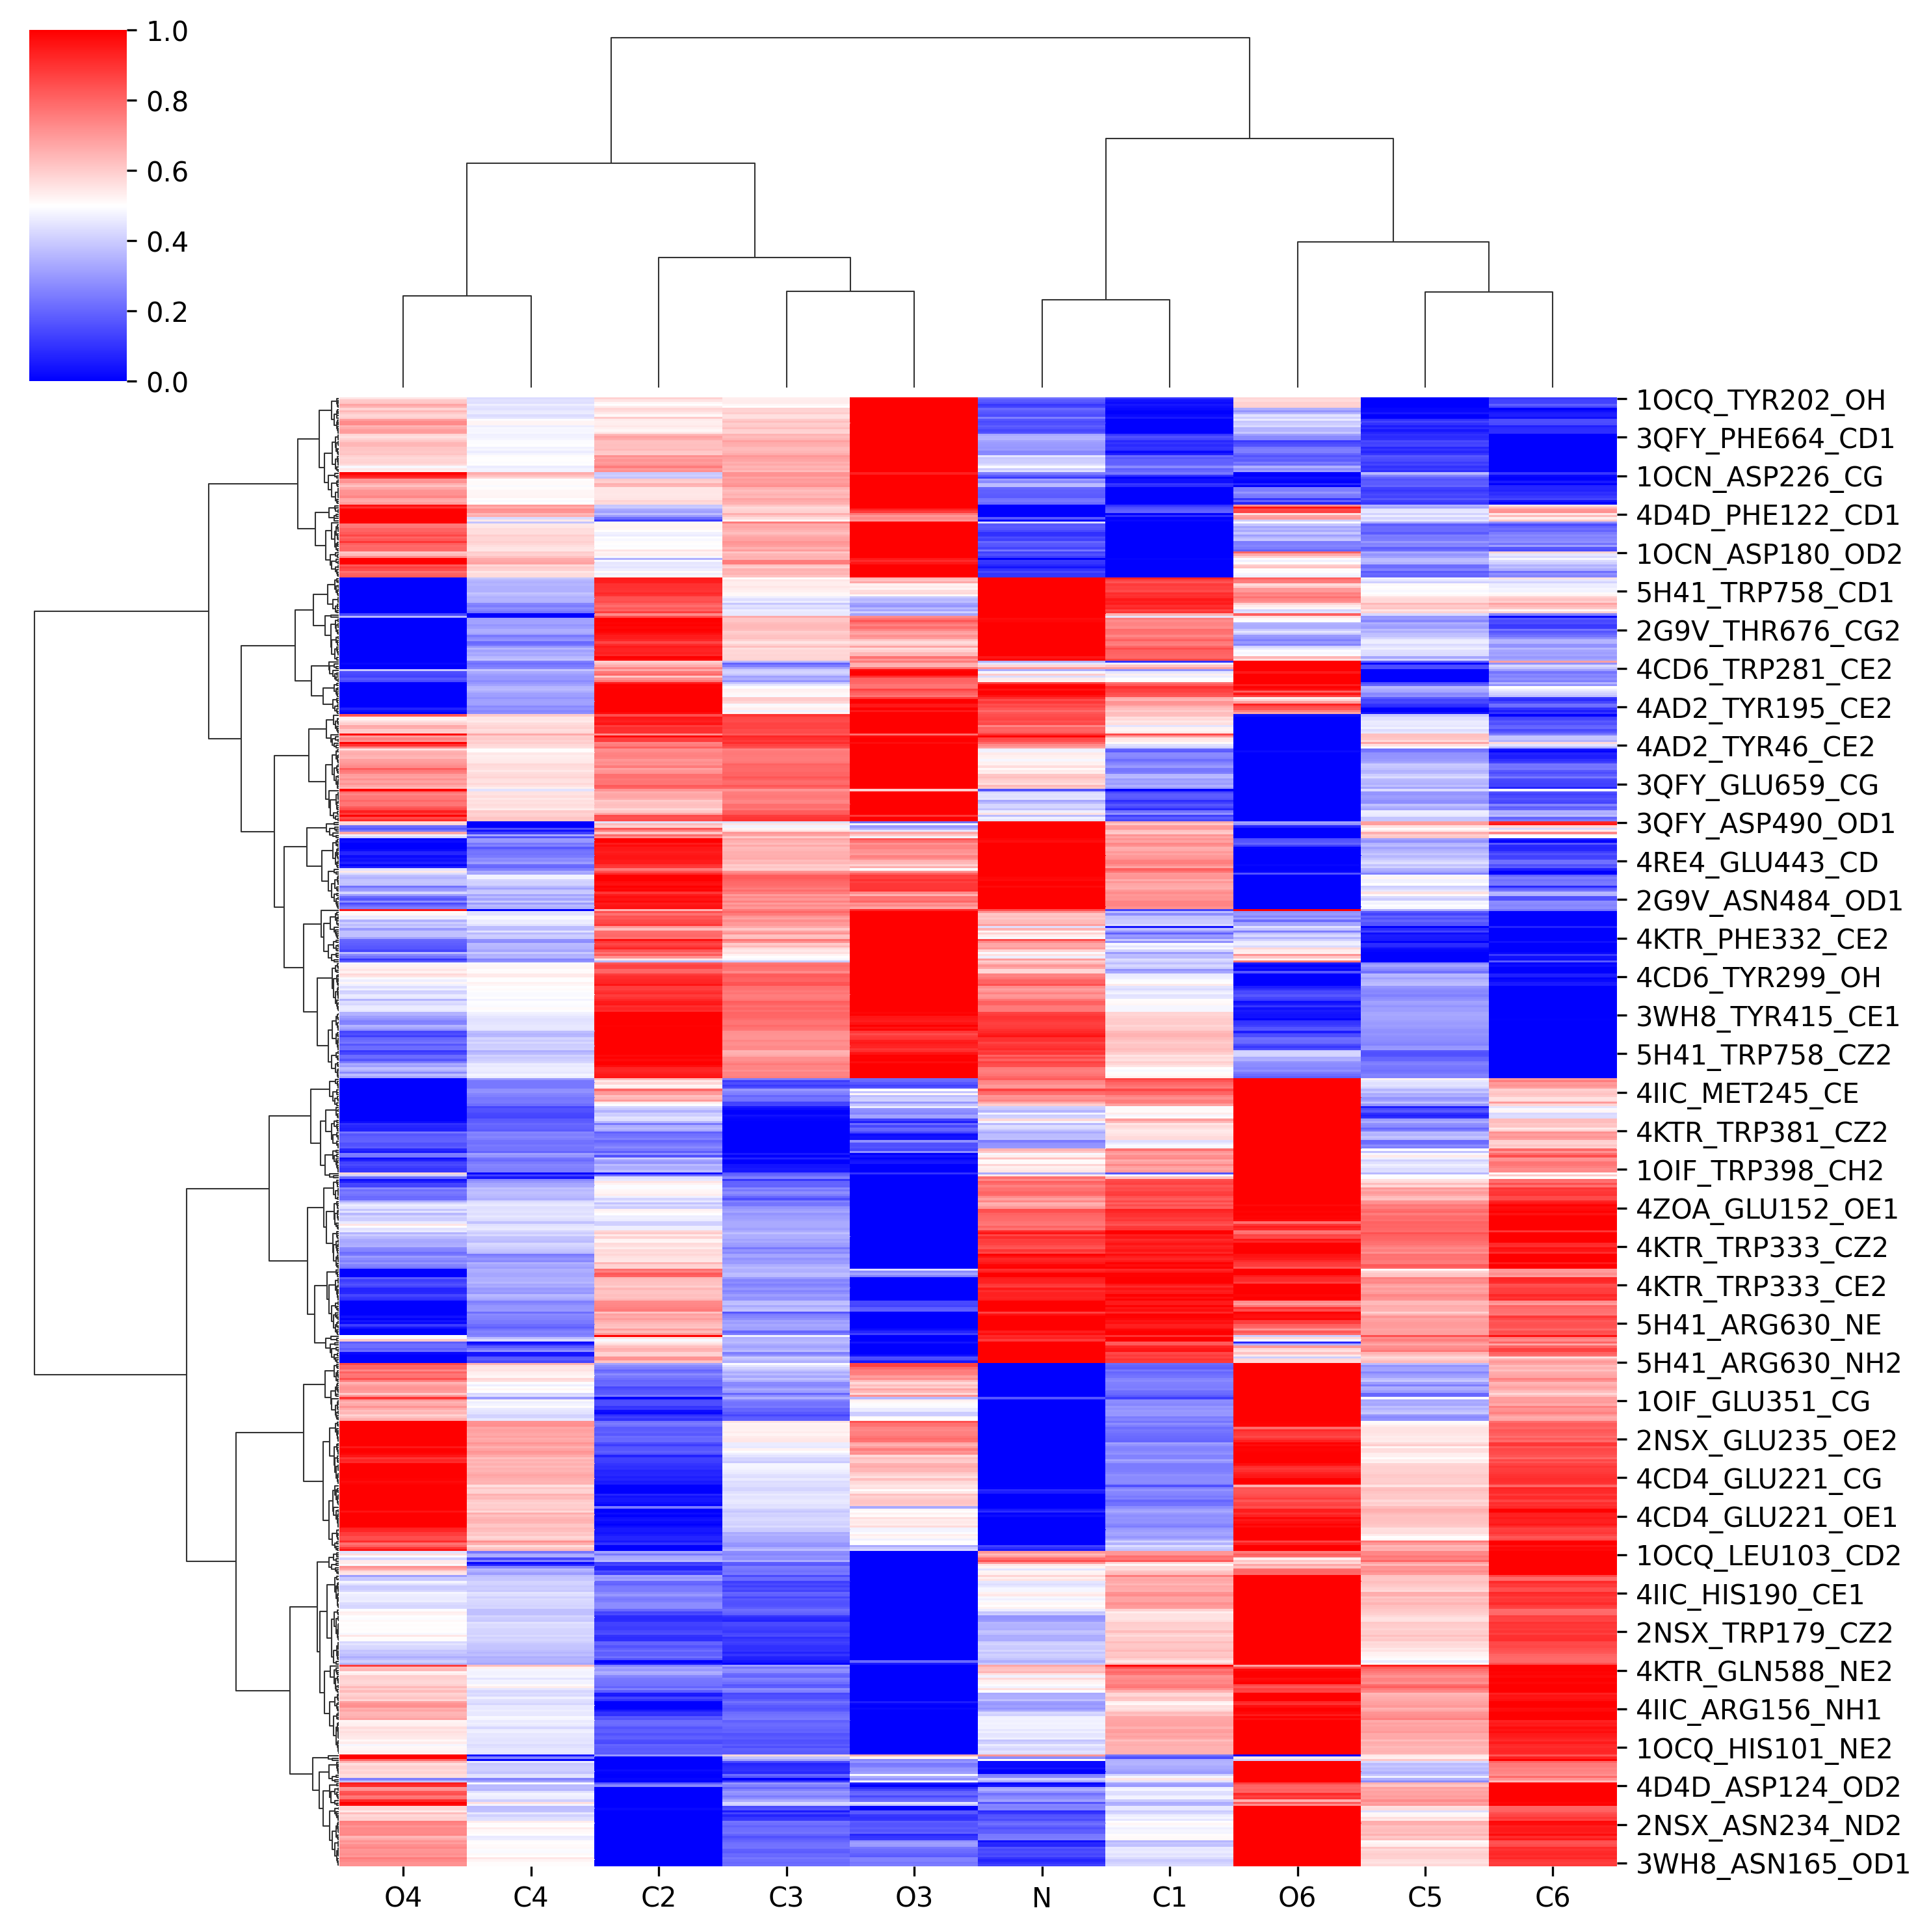 1.0
0.8
0.6
0.4
0.2
0.0
1OCQ_TYR202_OH
3QFY_PHE664_CD1
1OCN_ASP226_CG
4D4D_PHE122_CD1
1OCN_ASP180_OD2
5H41_TRP758_CD1
2G9V_THR676_CG2
4CD6_TRP281_CE2
4AD2_TYR195_CE2
4AD2_TYR46_CE2
3QFY_GLU659_CG
3QFY_ASP490_OD1
4RE4_GLU443_CD
2G9V_ASN484_OD1
4KTR_PHE332_CE2
4CD6_TYR299_OH
3WH8_TYR415_CE1
5H41_TRP758_CZ2
4IIC_MET245_CE
4KTR_TRP381_CZ2
1OIF_TRP398_CH2
4ZOA_GLU152_OE1
4KTR_TRP333_CZ2
4KTR_TRP333_CE2
5H41_ARG630_NE
5H41_ARG630_NH2
1OIF_GLU351_CG
2NSX_GLU235_OE2
4CD4_GLU221_CG
4CD4_GLU221_OE1
1OCQ_LEU103_CD2
4IIC_HIS190_CE1
2NSX_TRP179_CZ2
4KTR_GLN588_NE2
4IIC_ARG156_NH1
1OCQ_HIS101_NE2
4D4D_ASP124_OD2
2NSX_ASN234_ND2
3WH8_ASN165_OD1
O4 C4 C2 C3 O3 N C1 O6 C5 C6